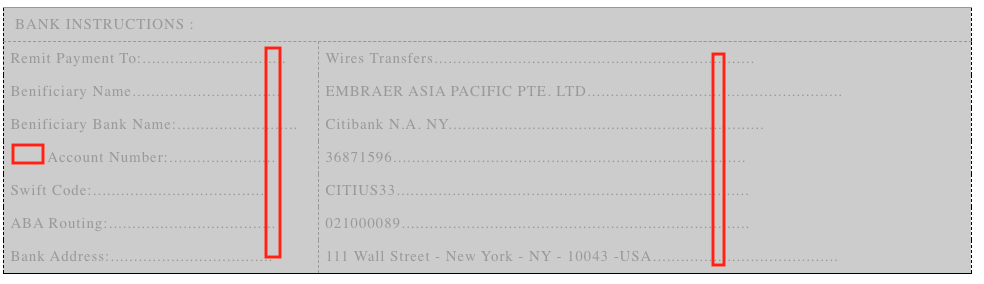 BANK INSTRUCTIONS :
Remit Payment To:............................ Wires Transfers..............................................................
Benificiary Name............................. EMBRAER ASIA PACIFIC PTE. LTD.................................................
Benificiary Bank Name:....................... Citibank N.A. NY.............................................................
Account Number:..................... 36871596.....................................................................
Swift Code:.................................. CITIUS33.....................................................................
ABA Routing:................................ 021000089....................................................................
Bank Address:............................... 111 Wall Street - New York - NY - 10043 -USA....................................